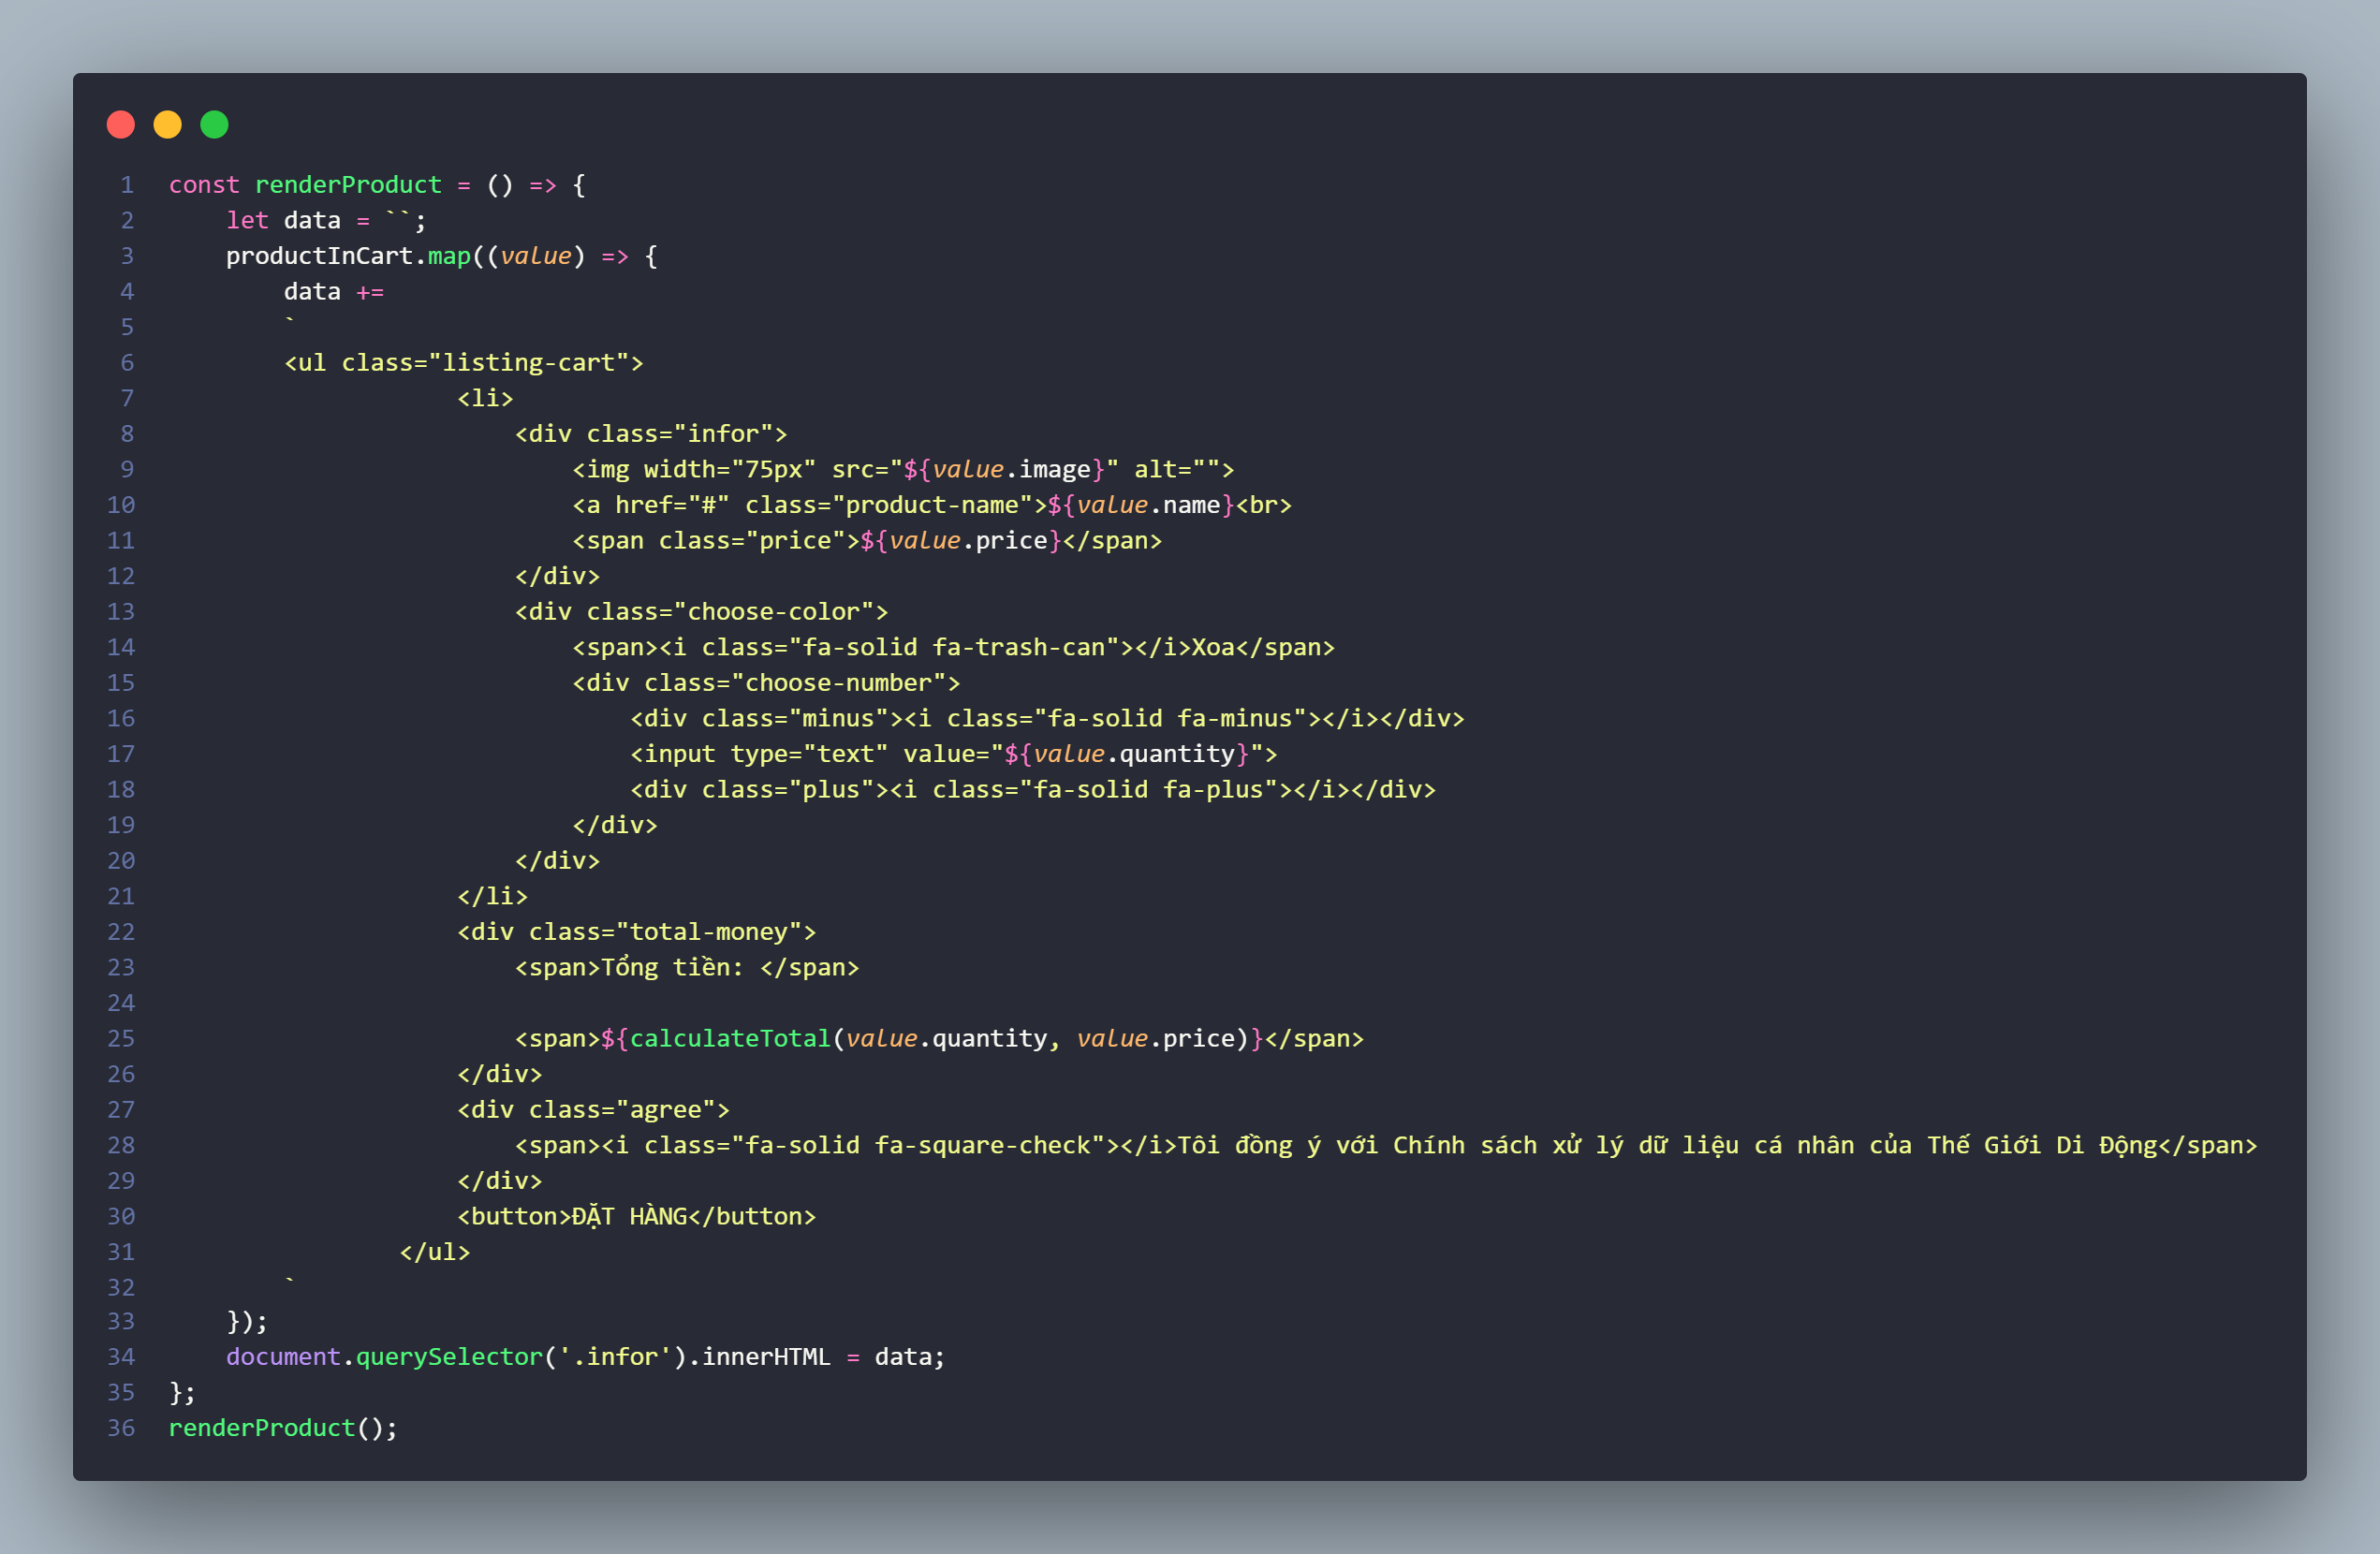 1 const renderProduct = () => {
2     let data = ``;
3     productInCart.map((value) => {
4         data +=
5         `
6         <ul class="listing-cart">
7                     <li>
8                         <div class="infor">
9                             <img width="75px" src="${value.image}" alt="">
10                             <a href="#" class="product-name">${value.name}<br>
11                             <span class="price">${value.price}</span>
12                         </div>
13                         <div class="choose-color">
14                             <span><i class="fa-solid fa-trash-can"></i>Xoa</span>
15                             <div class="choose-number">
16                                 <div class="minus"><i class="fa-solid fa-minus"></i></div>
17                                 <input type="text" value="${value.quantity}">
18                                 <div class="plus"><i class="fa-solid fa-plus"></i></div>
19                             </div>
20                         </div>
21                     </li>
22                     <div class="total-money">
23                         <span>Tổng tiền: </span>
24
25                         <span>${calculateTotal(value.quantity, value.price)}</span>
26                     </div>
27                     <div class="agree">
28                         <span><i class="fa-solid fa-square-check"></i>Tôi đồng ý với Chính sách xử lý dữ liệu cá nhân của Thế Giới Di Động</span>
29                     </div>
30                     <button>ĐẶT HÀNG</button>
31                 </ul>
32         `
33     });
34     document.querySelector('.infor').innerHTML = data;
35 };
36 renderProduct();